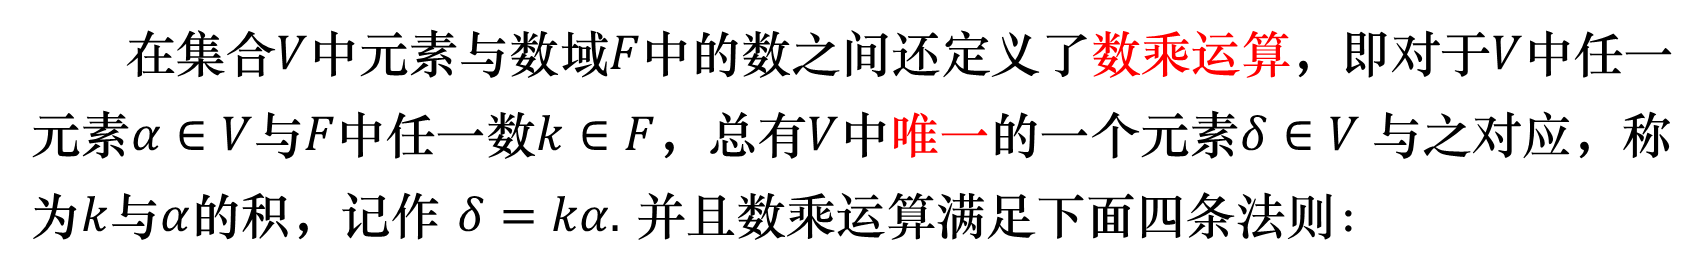 在集合V中元素与数域F中的数之间还定义了数乘运算，即对于V中任一
元素α ∈ V与F中任一数k ∈ F，总有V中唯一的一个元素δ ∈ V 与之对应，称
为k与α的积，记作 δ = kα. 并且数乘运算满足下面四条法则：